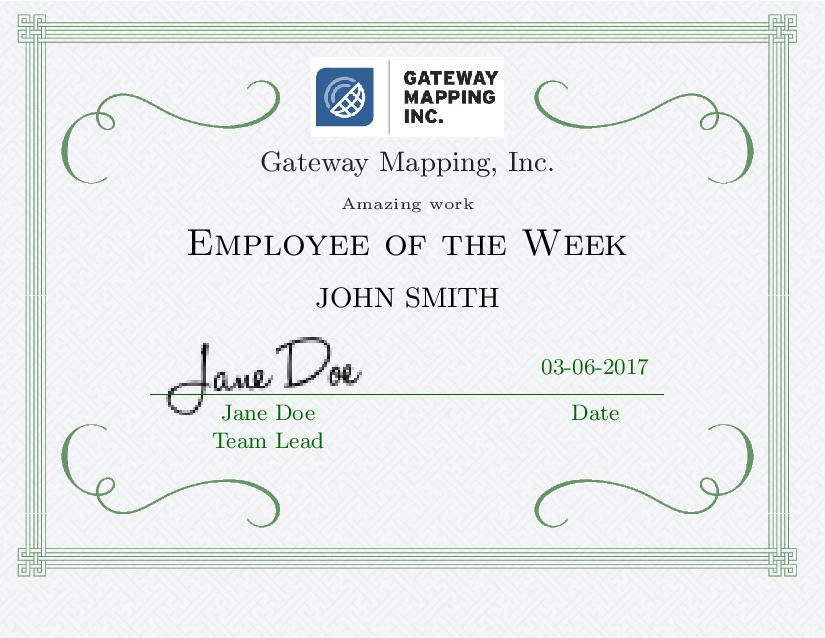 GATEWAY
MAPPING
INC.
Gateway Mapping, Inc.
Amazing work
EMPLOYEE OF THE WEEK
JOHN SMITH
Jane Doe
03-06-2017
Jane Doe
Date
Team Lead